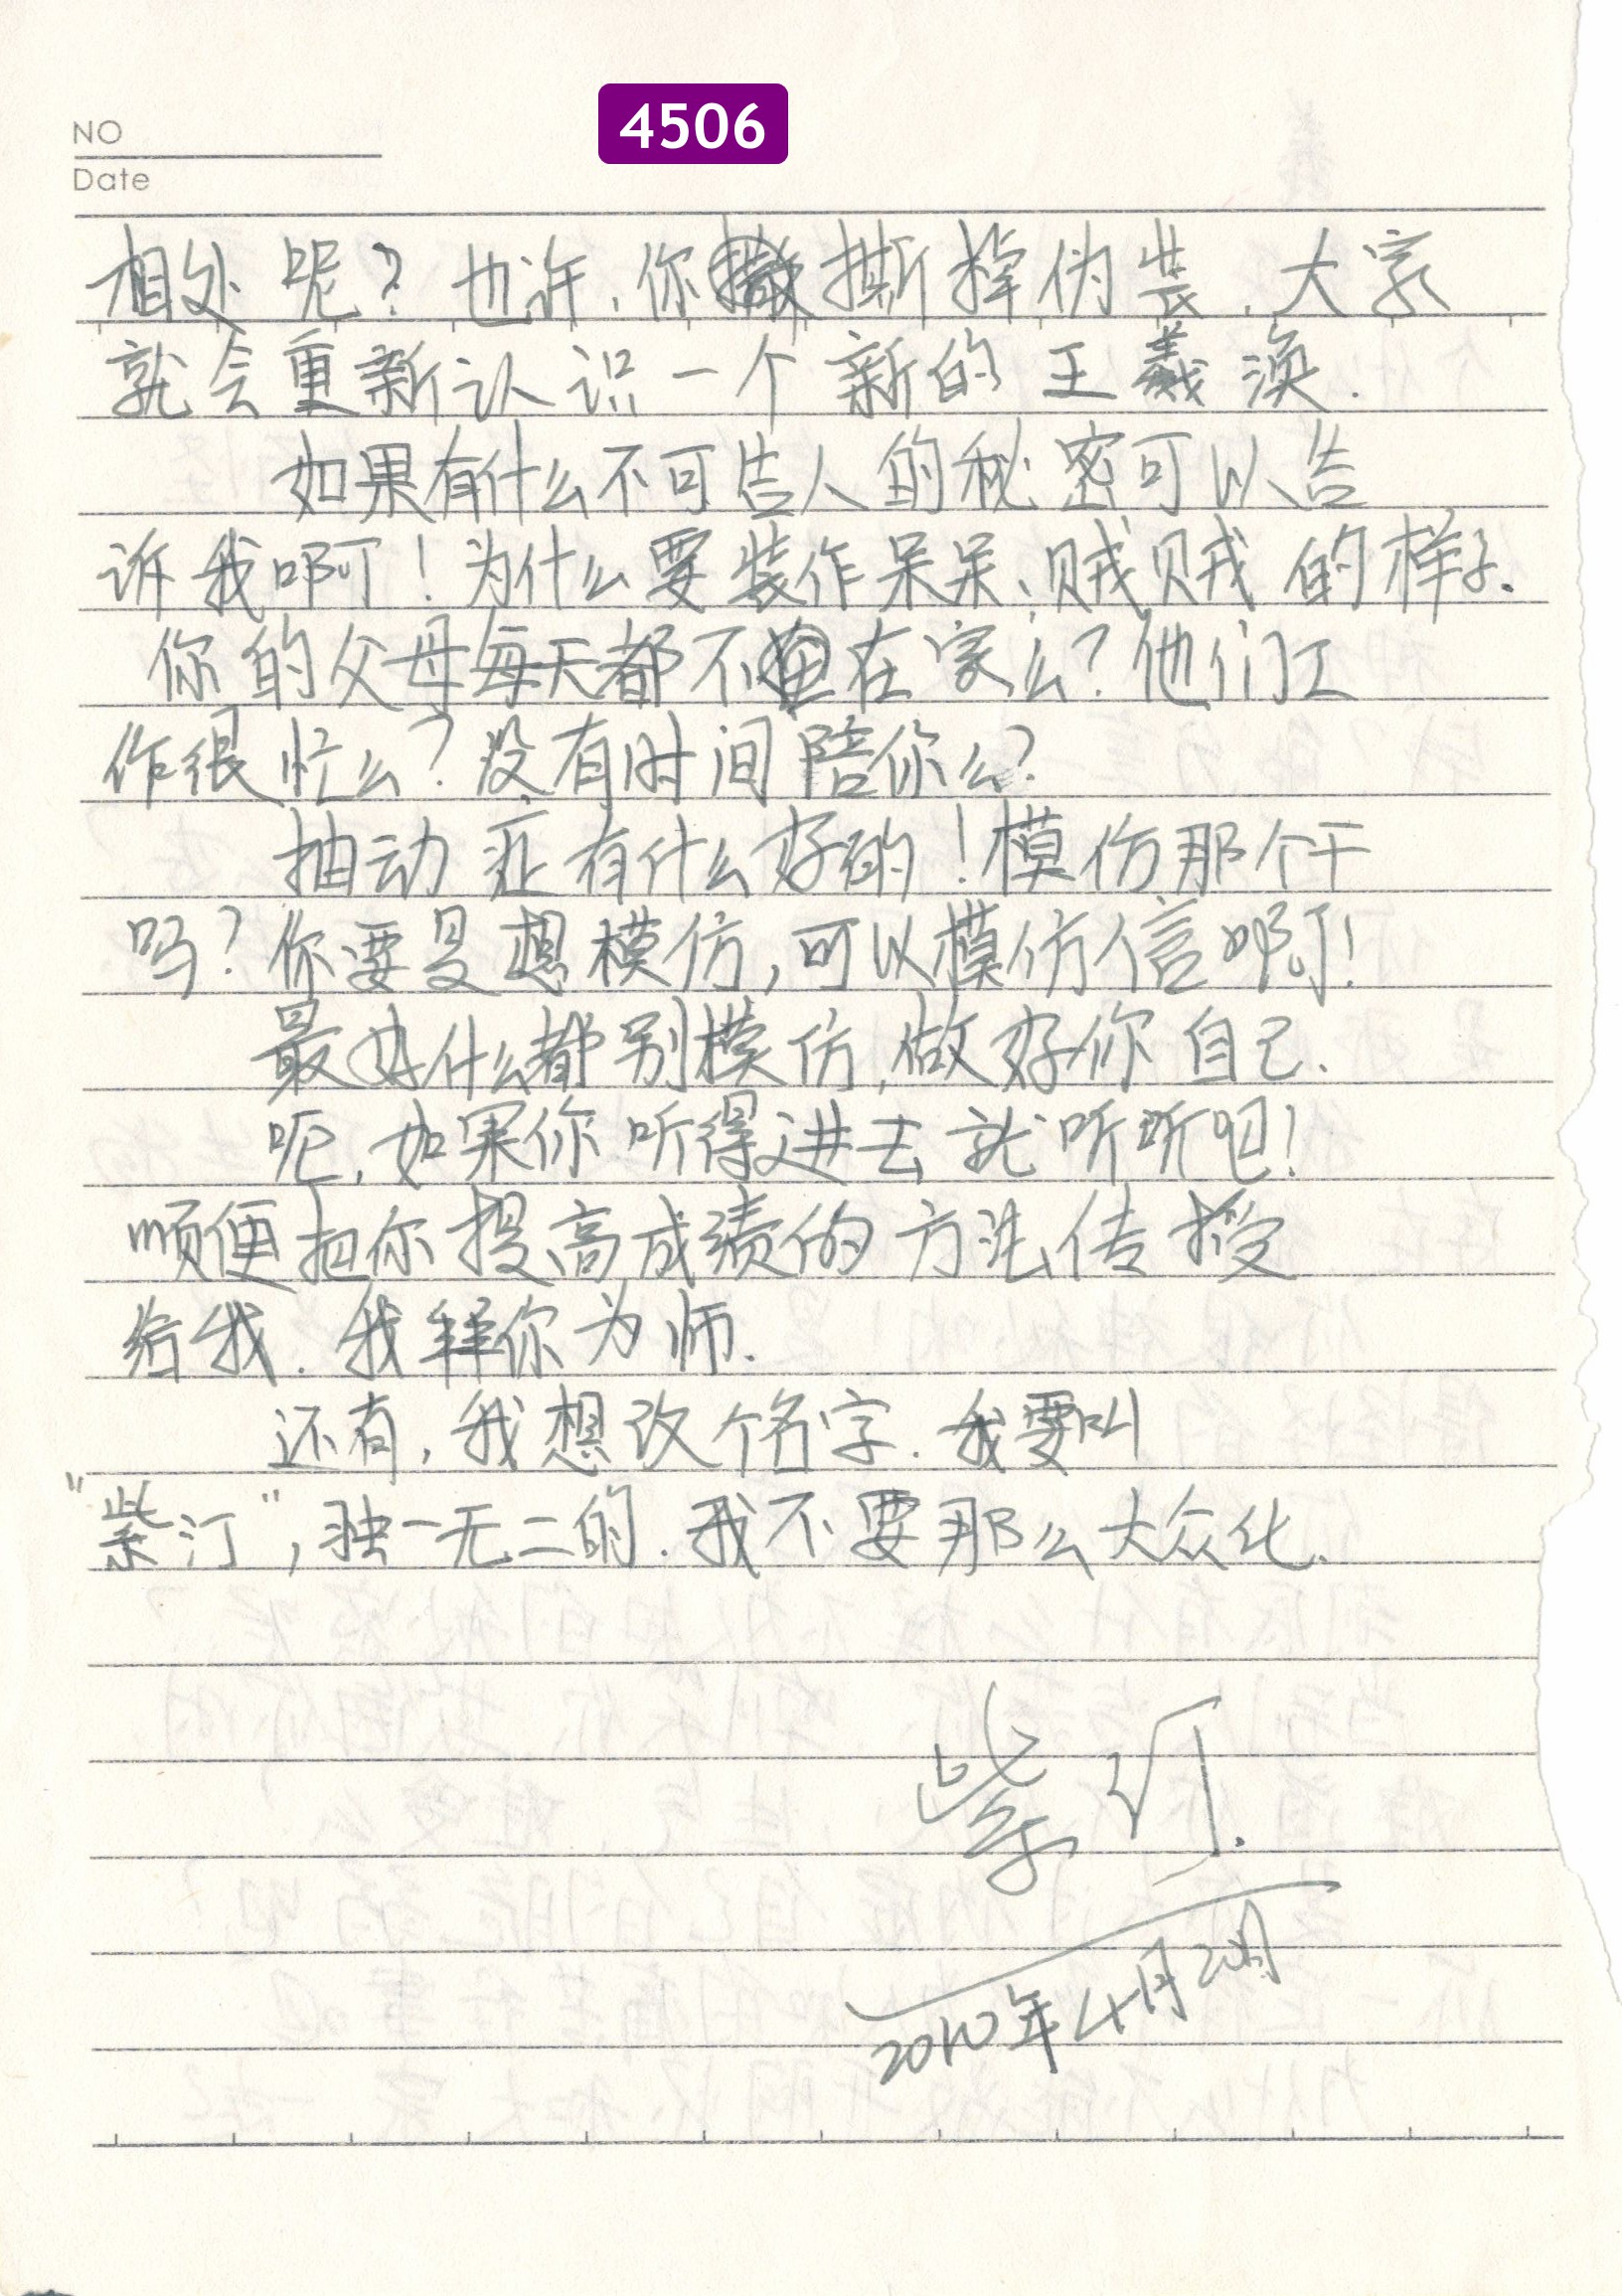 4506
NO
Date
相处呢？也许，你撕掉伪装，大家
就会重新认识一个新的王羲涣.
如果有什么不可告人的秘密可以告
诉我啊！为什么要装作呆呆、贼贼的样子.
你的父母每天都不在家么？他们工
作很忙么？没有时间陪你么？
抽动症有什么好的！模仿那个干
吗？你要是想模仿，可以模仿信啊！
最好什么都别模仿，做好你自己.
呃，如果你听得进去就听听吧！
顺便把你提高成绩的方法传授
给我.我拜你为师.
还有，我想改个名字.我要叫
“紫汀”，独一无二的.我不要那么大众化.
紫汀.
2010年4月20日